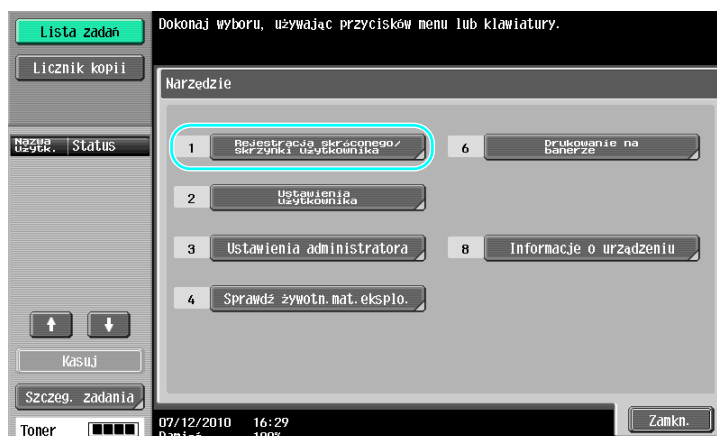 Lista zadań
Dokonaj wyboru, używając przycisków menu lub klawiatury.
Licznik kopii
Narzędzie
Nazwa
użytk.
Status
1
Rejestracja skróconego/
skrzynki użytkownika
6
Drukowanie na
banerze
2
Ustawienia
użytkownika
3
Ustawienia administratora
8
Informacje o urządzeniu
4
Sprawdź żywotn.mat.eksplo.
Kasuj
Szczeg. zadania
Toner
07/12/2010 16:29
Pamięć 100%
Zamkn.